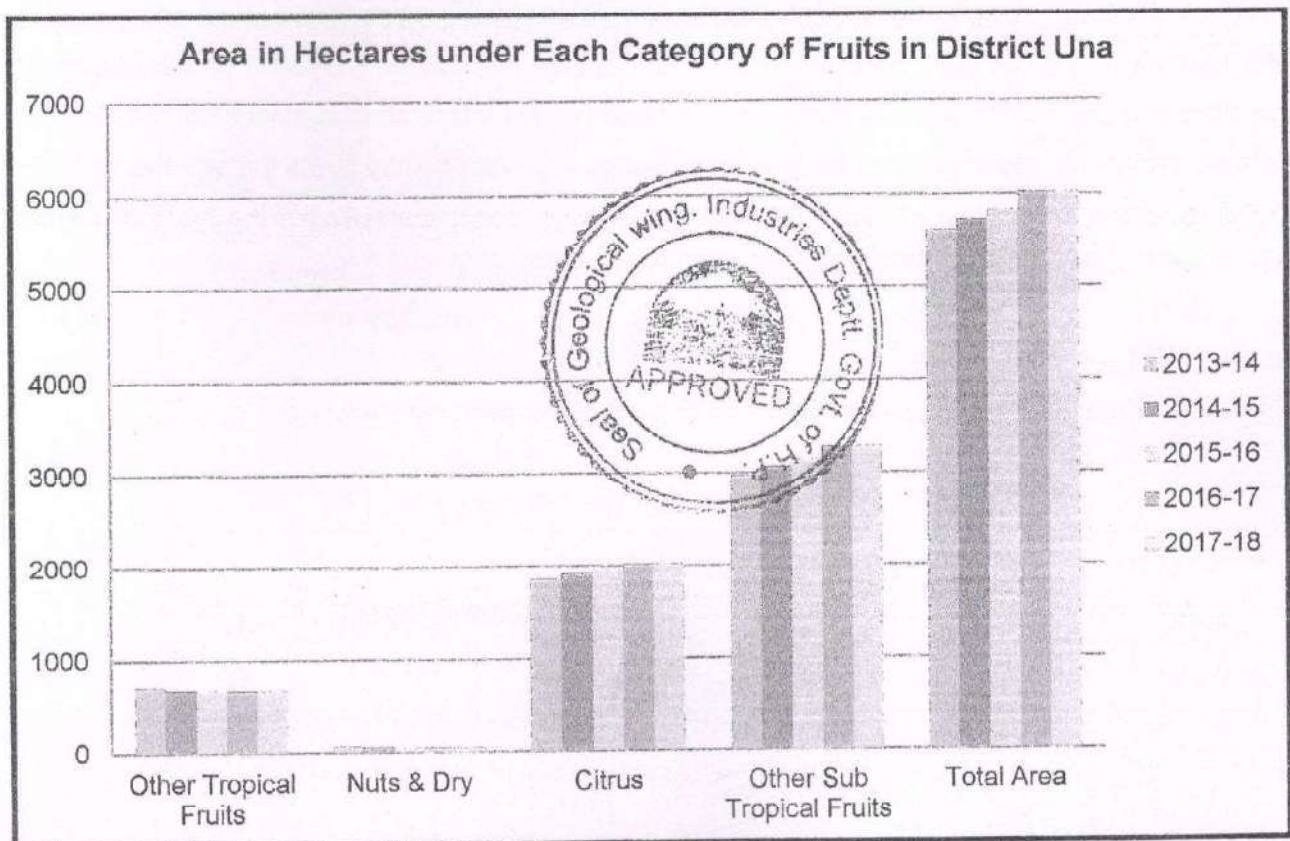 Area in Hectares under Each Category of Fruits in District Una
7000
6000
5000
4000
3000
2000
1000
0
Seal of Geological wing. Industries Deptt. Govt. of H.P.
APPROVED
2013-14
2014-15
2015-16
2016-17
2017-18
Other Tropical
Fruits
Nuts & Dry
Citrus
Other Sub
Tropical Fruits
Total Area